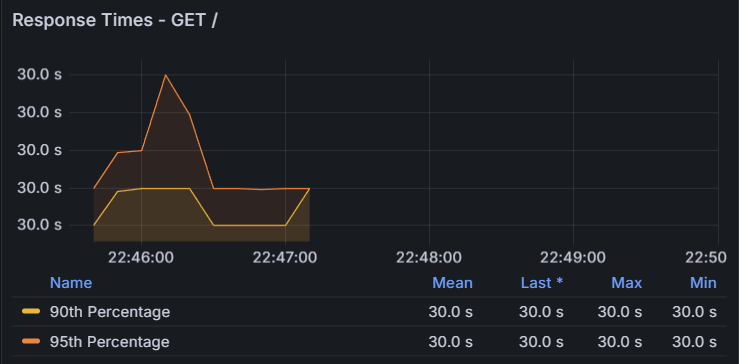 Response Times - GET /
30.0 s
30.0 s
30.0 s
30.0 s
30.0 s
22:46:00 22:47:00 22:48:00 22:49:00 22:50
Name Mean Last * Max Min
90th Percentage 30.0 s 30.0 s 30.0 s 30.0 s
95th Percentage 30.0 s 30.0 s 30.0 s 30.0 s